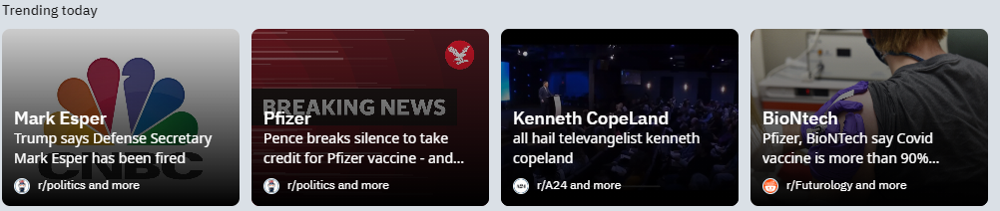 Trending today
Mark Esper
Trump says Defense Secretary
Mark Esper has been fired
CNBC
r/politics and more
BREAKING NEWS
Pfizer
Pence breaks silence to take
credit for Pfizer vaccine - and...
r/politics and more
Kenneth CopeLand
all hail televangelist kenneth
copeland
r/A24 and more
BioNtech
Pfizer, BioNTech say Covid
vaccine is more than 90%...
r/Futurology and more